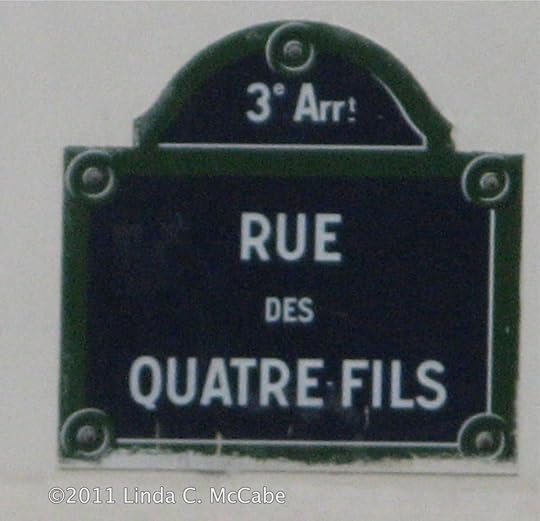 3e Arrt
RUE
DES
QUATRE FILS
©2011 Linda C. McCabe